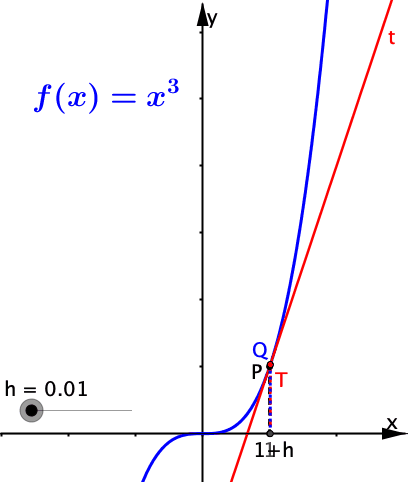 y
t
f(x) = x³
Q
P
T
h = 0.01
x
1+h